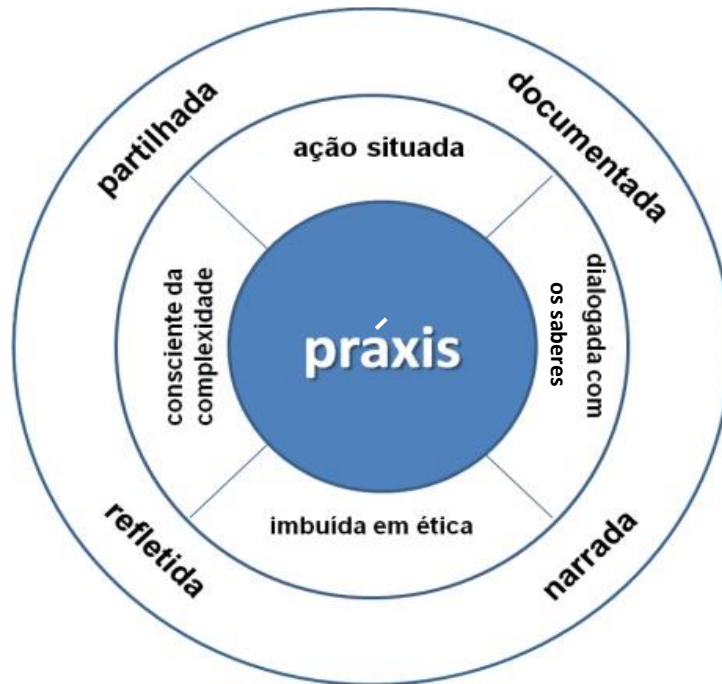 partilhada
documentada
ação situada
consciente da
complexidade
práxis
dialogada com
os saberes
imbuída em ética
refletida
narrada